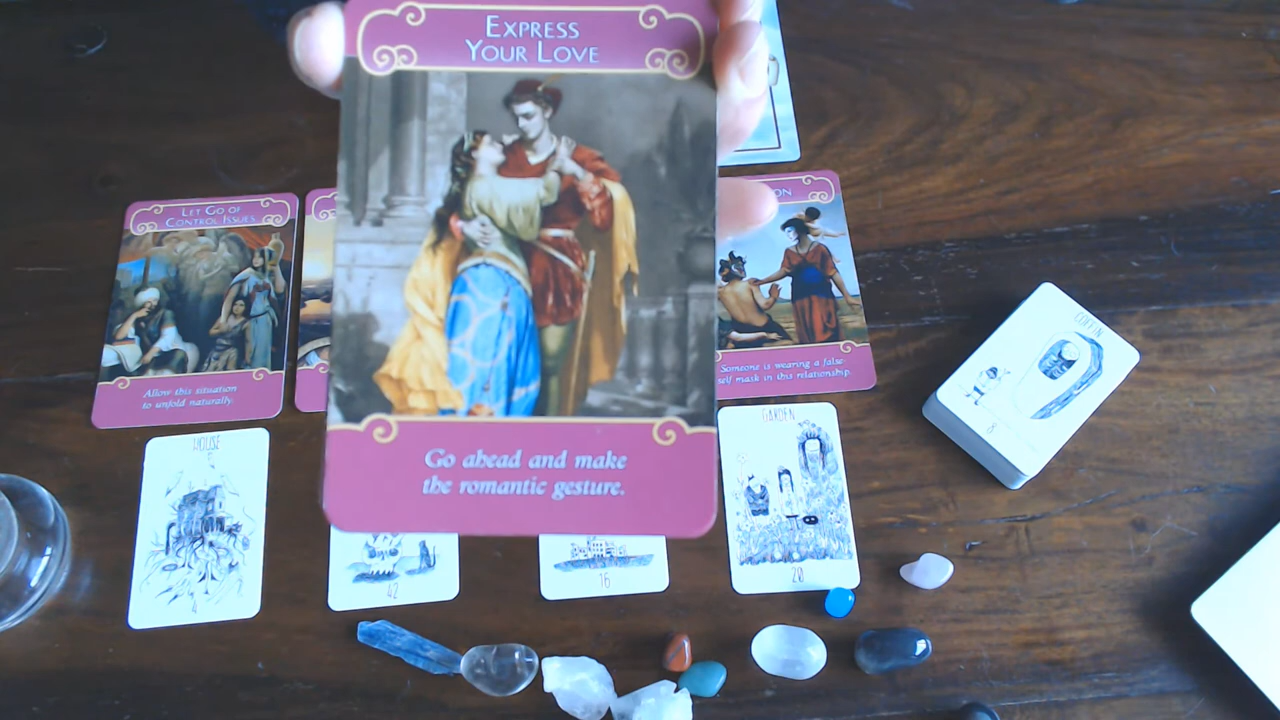 EXPRESS
YOUR LOVE
Go ahead and make
the romantic gesture.
LET GO OF
CONTROL ISSUES
Allow this situation
to unfold naturally.
ON
Someone is wearing a false-
self mask in this relationship.
HOUSE
4
42
16
GARDEN
20
COFFIN
8